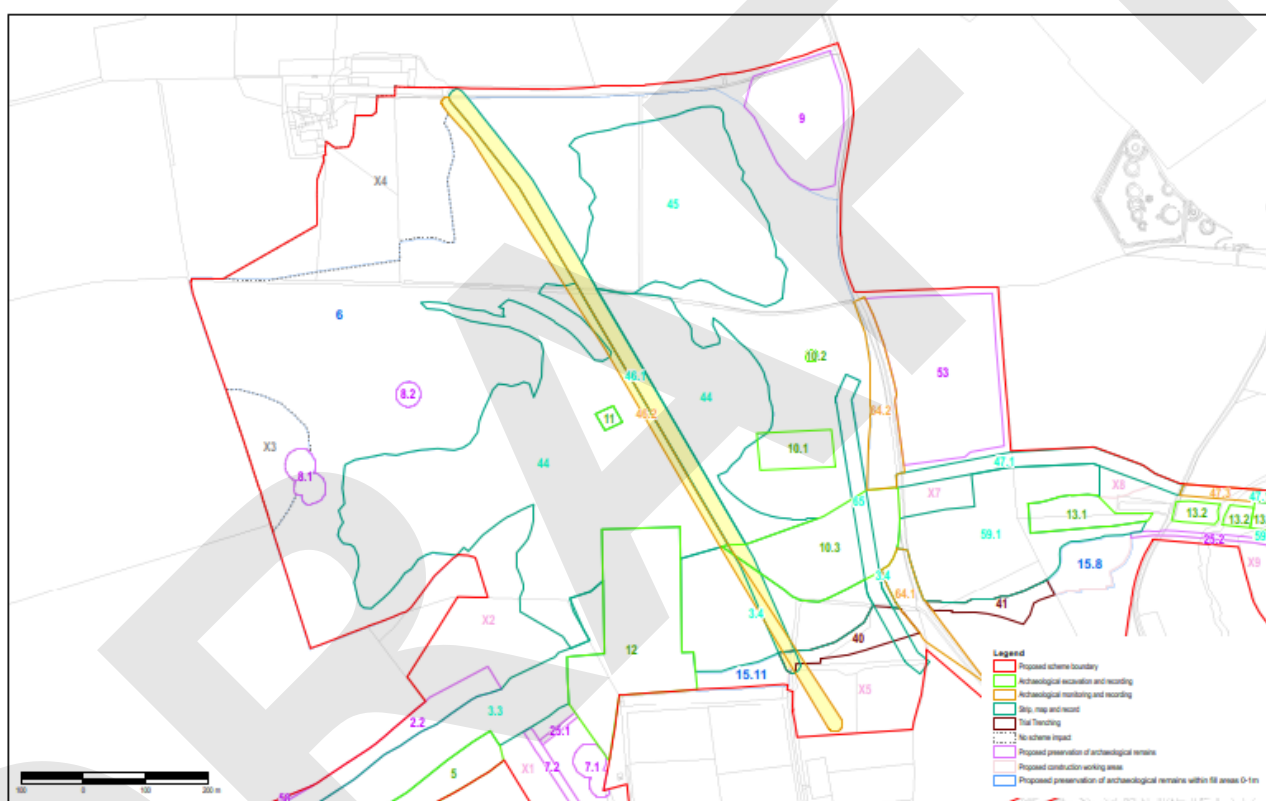 9
X4
45
6
10.2
53
46.1
8.2
44
64.2
11
46.2
10.1
X3
44
47.1
8.1
X8
X7
65
47.3
13.1
13.2
13.2
59.1
10.3
25.2
15.8
X9
3.4
64.1
41
3.4
X2
40
12
15.11
X5
2.2
3.3
25.1
5
X1
7.2
7.1
Legend
Proposed scheme boundary
Archaeological excavation and recording
Archaeological monitoring and recording
Strip, map and record
Trial Trenching
No scheme impact
Proposed preservation of archaeological remains
Proposed construction working areas
Proposed preservation of archaeological remains within fill areas 0-1m
100 0 100 200 m